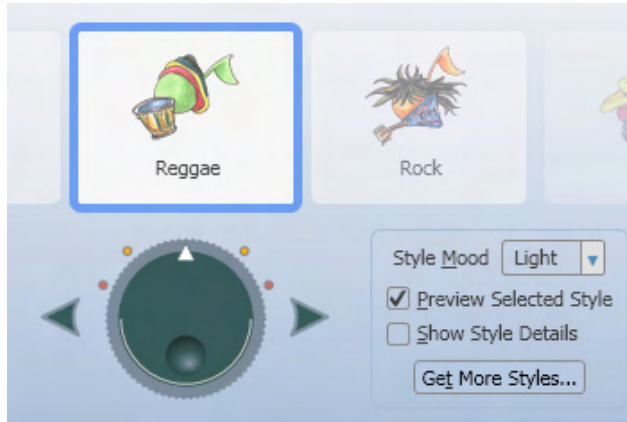 Reggae
Rock
Style Mood Light
Preview Selected Style
Show Style Details
Get More Styles...